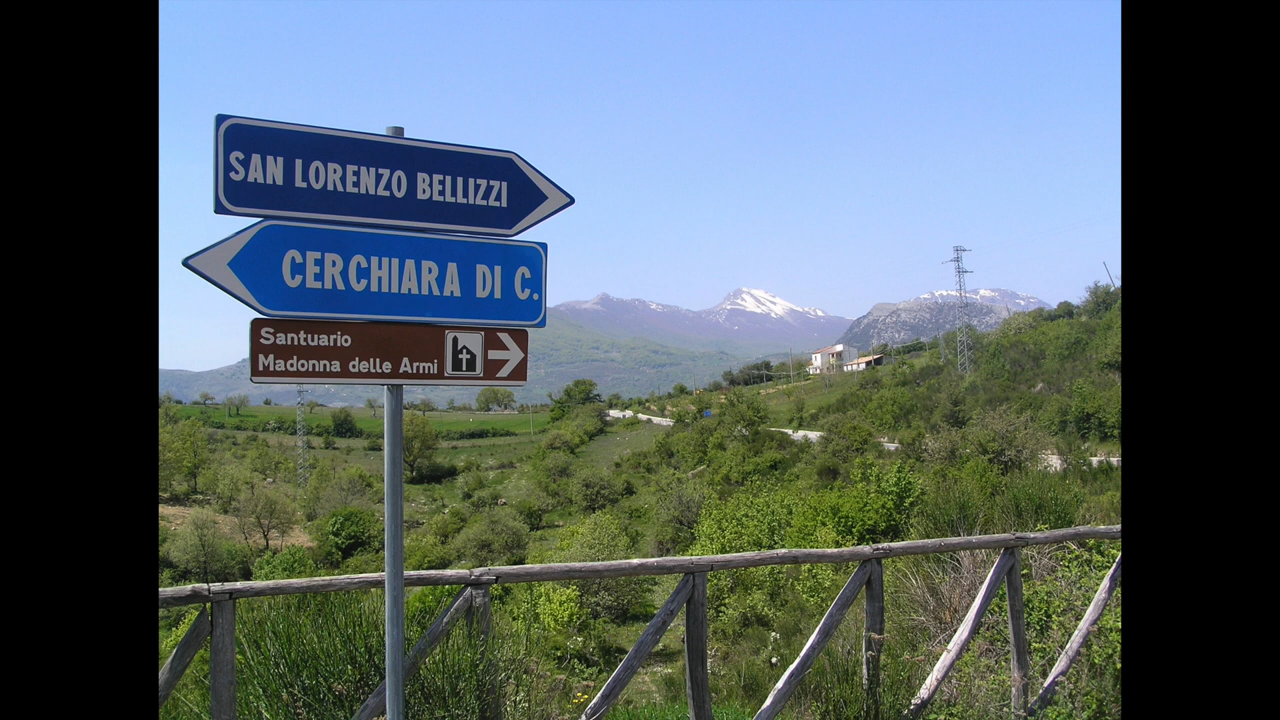 SAN LORENZO BELLIZZI
CERCHIARA DI C.
Santuario
Madonna delle Armi